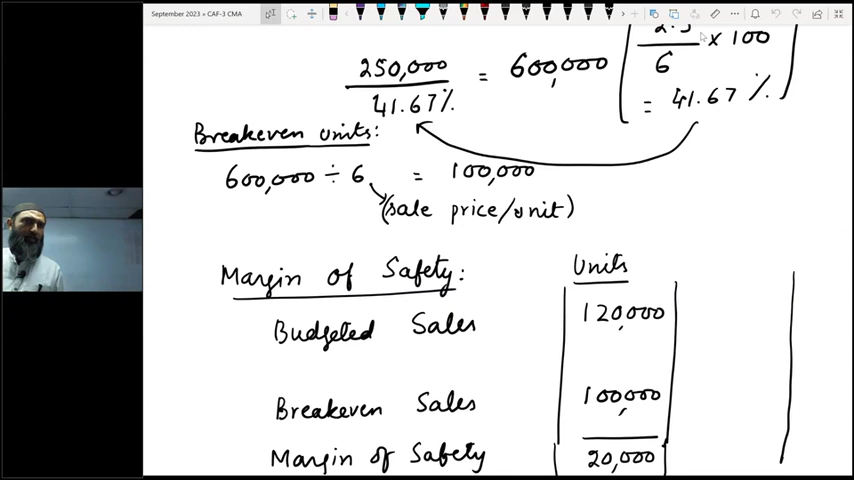 September 2023 » CAF-3 CMA
250,000 / 41.67% = 600,000
6 × 100
= 41.67 %
Breakeven units:
600,000 ÷ 6 = 100,000
(sale price/unit)
Margin of Safety: Units
Budgeted Sales 120,000
Breakeven Sales 100,000
Margin of Safety 20,000